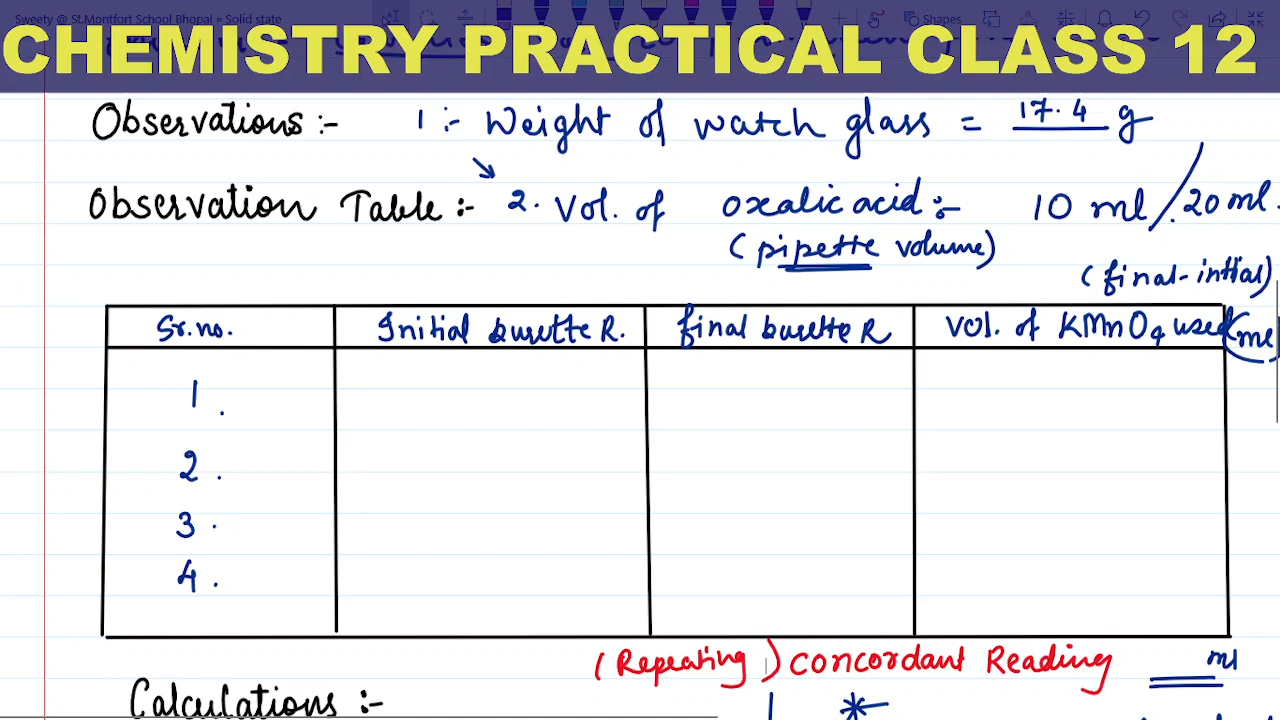 Sweety @ St.Montfort School Bhopal » Solid state
Shapes
CHEMISTRY PRACTICAL CLASS 12
Observations :- 1 :- Weight of watch glass = 17.4 g
Observation Table :- 2. Vol. of oxalic acid :- 10 ml / 20 ml.
(pipette volume)
(final-intial)
Sr. no. Initial burette R. final burette R Vol. of KMnO4 used (ml)
1.
2.
3.
4.
(Repeating) concordant Reading ml
Calculations :-